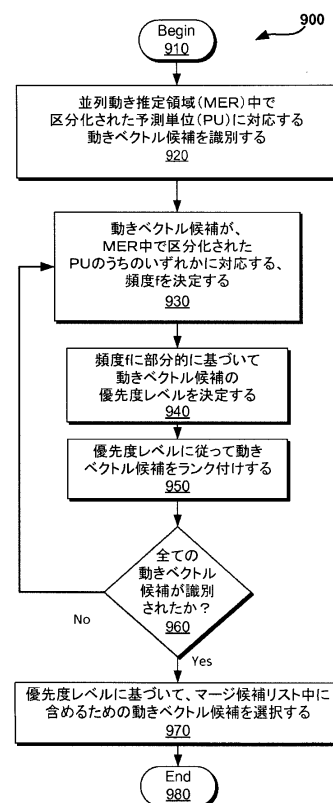 900
Begin
910
並列動き推定領域(MER)中で
区分化された予測単位(PU)に対応する
動きベクトル候補を識別する
920
動きベクトル候補が、
MER中で区分化された
PUのうちのいずれかに対応する、
頻度fを決定する
930
頻度fに部分的に基づいて
動きベクトル候補の
優先度レベルを決定する
940
優先度レベルに従って動き
ベクトル候補をランク付けする
950
全ての
動きベクトル
候補が識別
されたか?
960
No
Yes
優先度レベルに基づいて、マージ候補リスト中に
含めるための動きベクトル候補を選択する
970
End
980